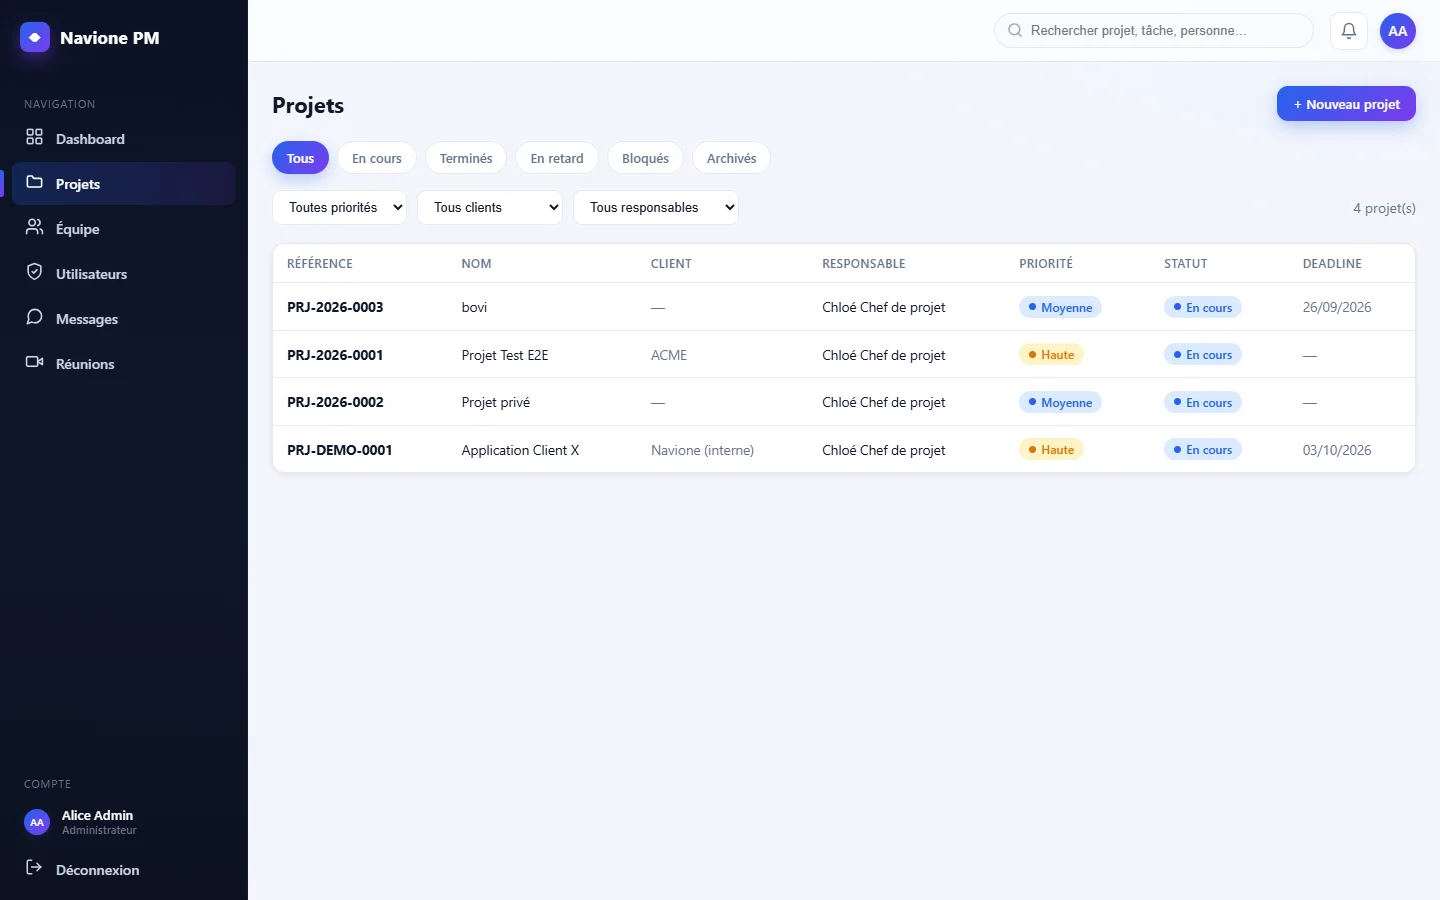 Navione PM
Rechercher projet, tâche, personne…
AA
NAVIGATION
Dashboard
Projets
Équipe
Utilisateurs
Messages
Réunions
Projets
+ Nouveau projet
Tous
En cours
Terminés
En retard
Bloqués
Archivés
Toutes priorités
Tous clients
Tous responsables
4 projet(s)
RÉFÉRENCE NOM CLIENT RESPONSABLE PRIORITÉ STATUT DEADLINE
PRJ-2026-0003 bovi — Chloé Chef de projet Moyenne En cours 26/09/2026
PRJ-2026-0001 Projet Test E2E ACME Chloé Chef de projet Haute En cours —
PRJ-2026-0002 Projet privé — Chloé Chef de projet Moyenne En cours —
PRJ-DEMO-0001 Application Client X Navione (interne) Chloé Chef de projet Haute En cours 03/10/2026
COMPTE
AA
Alice Admin
Administrateur
Déconnexion